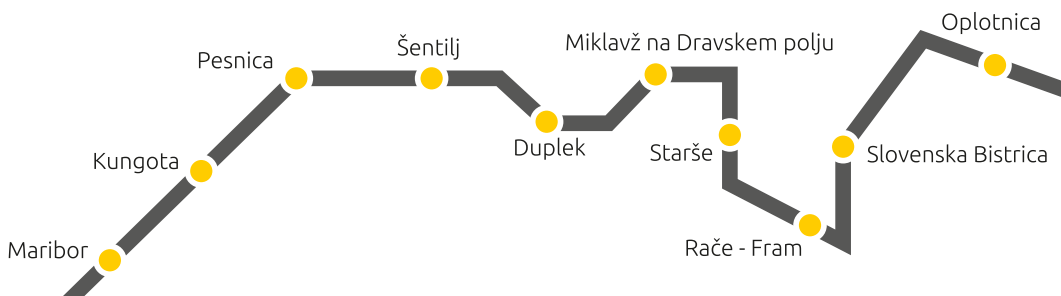 Maribor
Kungota
Pesnica
Šentilj
Duplek
Miklavž na Dravskem polju
Starše
Rače - Fram
Slovenska Bistrica
Oplotnica